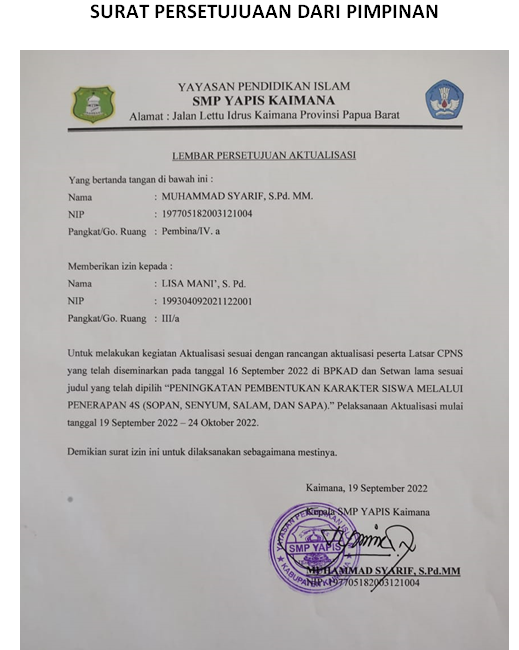 SURAT PERSETUJUAAN DARI PIMPINAN
YAYASAN PENDIDIKAN ISLAM
SMP YAPIS KAIMANA
Alamat : Jalan Lettu Idrus Kaimana Provinsi Papua Barat
LEMBAR PERSETUJUAN AKTUALISASI
Yang bertanda tangan di bawah ini :
Nama : MUHAMMAD SYARIF, S.Pd. MM.
NIP : 197705182003121004
Pangkat/Go. Ruang : Pembina/IV. a
Memberikan izin kepada :
Nama : LISA MANI’, S. Pd.
NIP : 199304092021122001
Pangkat/Go. Ruang : III/a
Untuk melakukan kegiatan Aktualisasi sesuai dengan rancangan aktualisasi peserta Latsar CPNS
yang telah diseminarkan pada tanggal 16 September 2022 di BPKAD dan Setwan lama sesuai
judul yang telah dipilih “PENINGKATAN PEMBENTUKAN KARAKTER SISWA MELALUI
PENERAPAN 4S (SOPAN, SENYUM, SALAM, DAN SAPA).” Pelaksanaan Aktualisasi mulai
tanggal 19 September 2022 – 24 Oktober 2022.
Demikian surat izin ini untuk dilaksanakan sebagaimana mestinya.
Kaimana, 19 September 2022
Kepala SMP YAPIS Kaimana
SMP YAPIS
MUHAMMAD SYARIF, S.Pd.MM
NIP. 197705182003121004